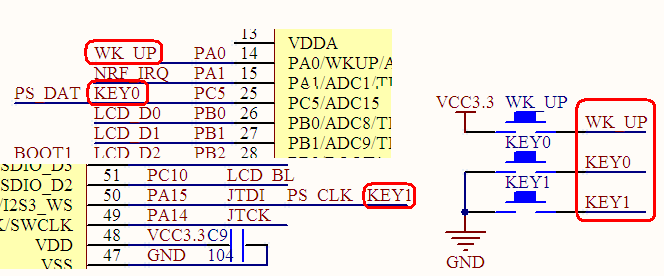 13
VDDA
WK_UP PA0 14 PA0/WKUP/A
NRF_IRQ PA1 15 PA1/ADC1/TI
PS_DAT KEY0 PC5 25 PC5/ADC15
LCD_D0 PB0 26 PB0/ADC8/TI
LCD_D1 PB1 27 PB1/ADC9/TI
BOOT1 LCD_D2 PB2 28
SDIO_D3 51 PC10 LCD_BL
SDIO_D2 50 PA15 JTDI PS_CLK KEY1
/I2S3_WS 49 PA14 JTCK
K/SWCLK 48 VCC3.3 C9
VDD 47 GND 104
VSS
VCC3.3 WK_UP WK_UP
KEY0 KEY0
KEY1 KEY1
GND